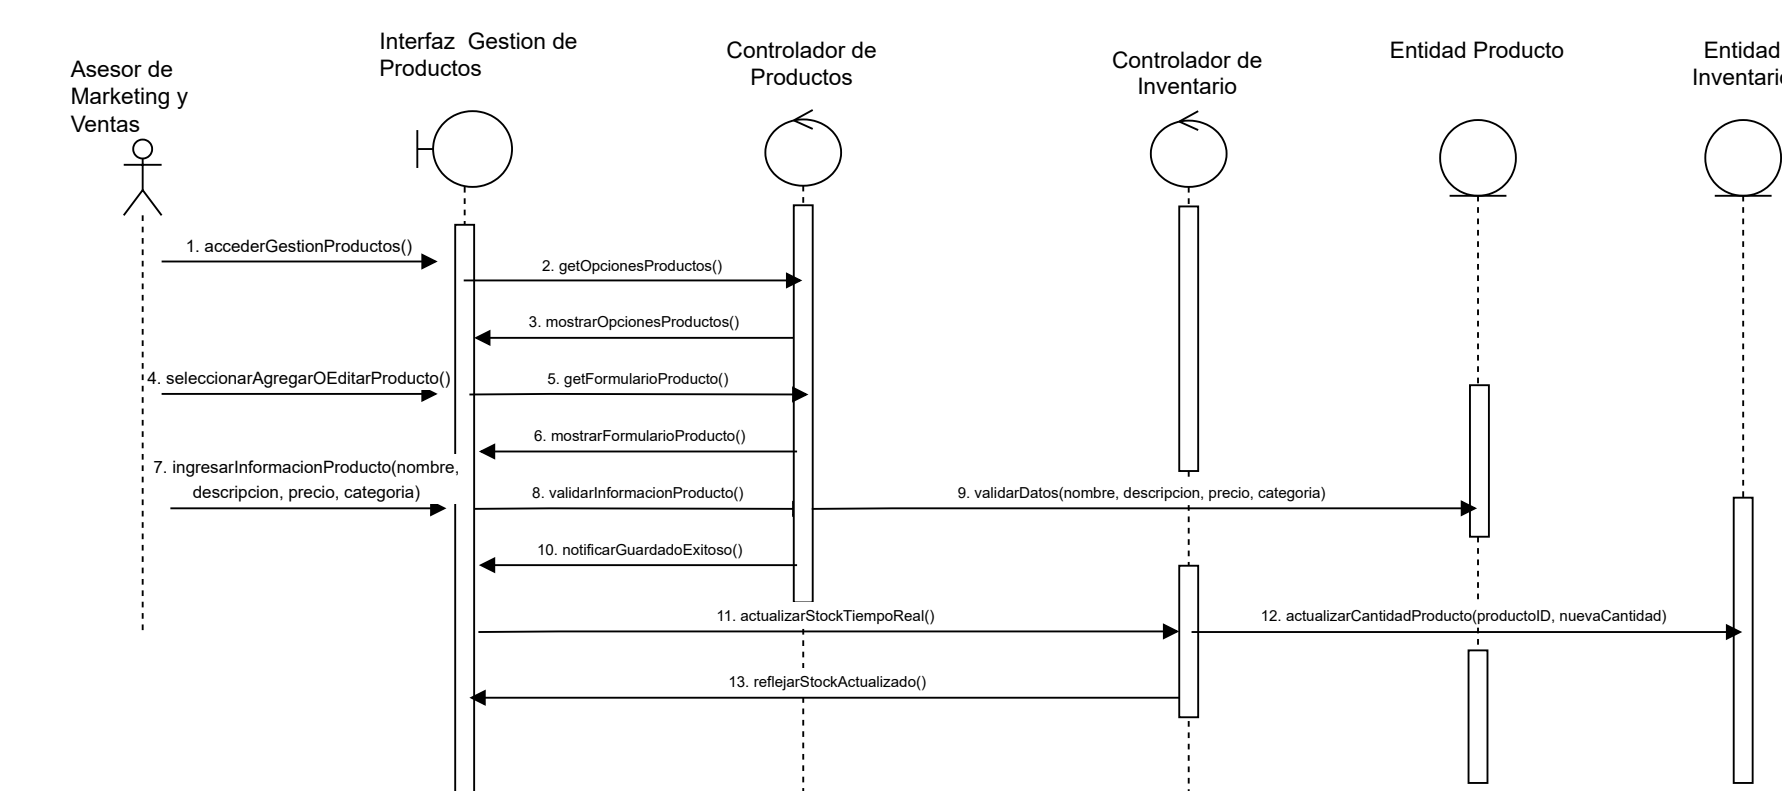 Asesor de
Marketing y
Ventas
Interfaz  Gestion de
Productos
Controlador de
Productos
Controlador de
Inventario
Entidad Producto
Entidad
1. accederGestionProductos()
2. getOpcionesProductos()
3. mostrarOpcionesProductos()
4. seleccionarAgregarOEditarProducto()
5. getFormularioProducto()
6. mostrarFormularioProducto()
7. ingresarInformacionProducto(nombre,
descripcion, precio, categoria)
8. validarInformacionProducto()
9. validarDatos(nombre, descripcion, precio, categoria)
10. notificarGuardadoExitoso()
11. actualizarStockTiempoReal()
12. actualizarCantidadProducto(productoID, nuevaCantidad)
13. reflejarStockActualizado()